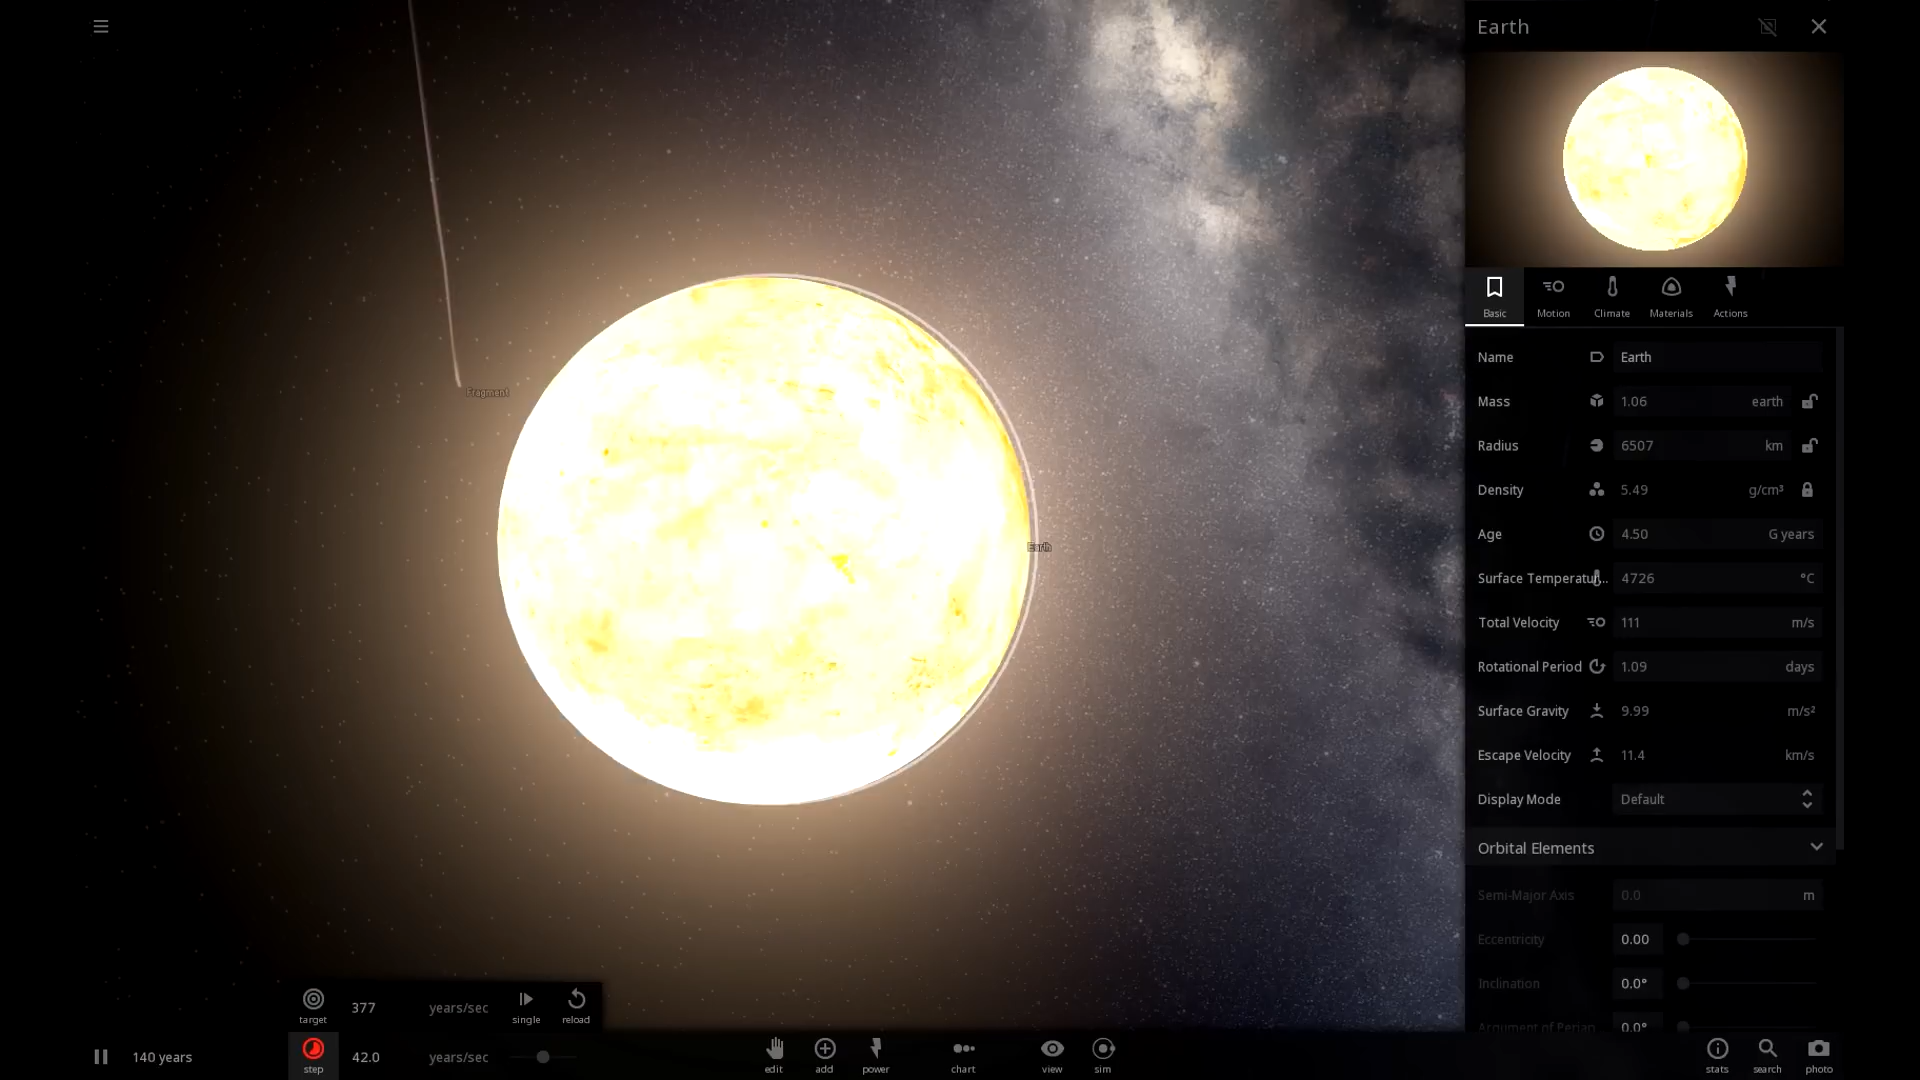 Earth
Fragment
Earth
Basic
Motion
Climate
Materials
Actions
Name Earth
Mass 1.06 earth
Radius 6507 km
Density 5.49 g/cm³
Age 4.50 G years
Surface Temperatur... 4726 °C
Total Velocity 111 m/s
Rotational Period 1.09 days
Surface Gravity 9.99 m/s²
Escape Velocity 11.4 km/s
Display Mode Default
Orbital Elements
Semi-Major Axis 0.0 m
Eccentricity 0.00
Inclination 0.0°
Argument of Perian 0.0°
target 377 years/sec single reload
140 years
step 42.0 years/sec
edit
add
power
chart
view
sim
stats
search
photo